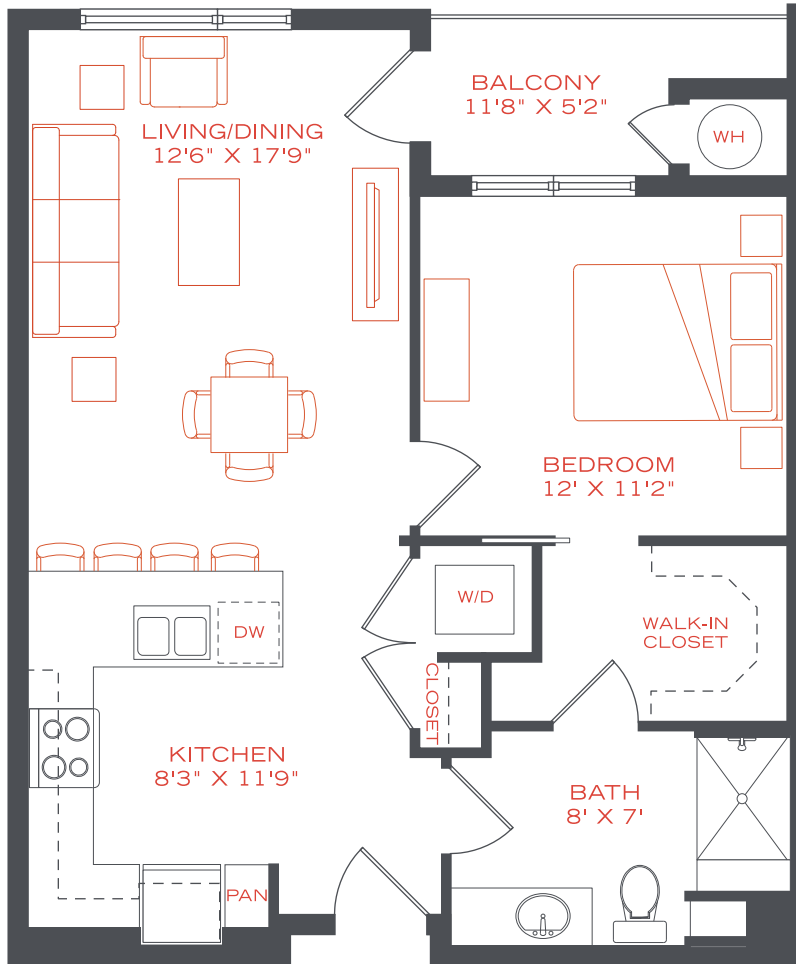 BALCONY
11'8" X 5'2"
WH
LIVING/DINING
12'6" X 17'9"
BEDROOM
12' X 11'2"
W/D
DW
WALK-IN
CLOSET
CLOSET
KITCHEN
8'3" X 11'9"
BATH
8' X 7'
PAN